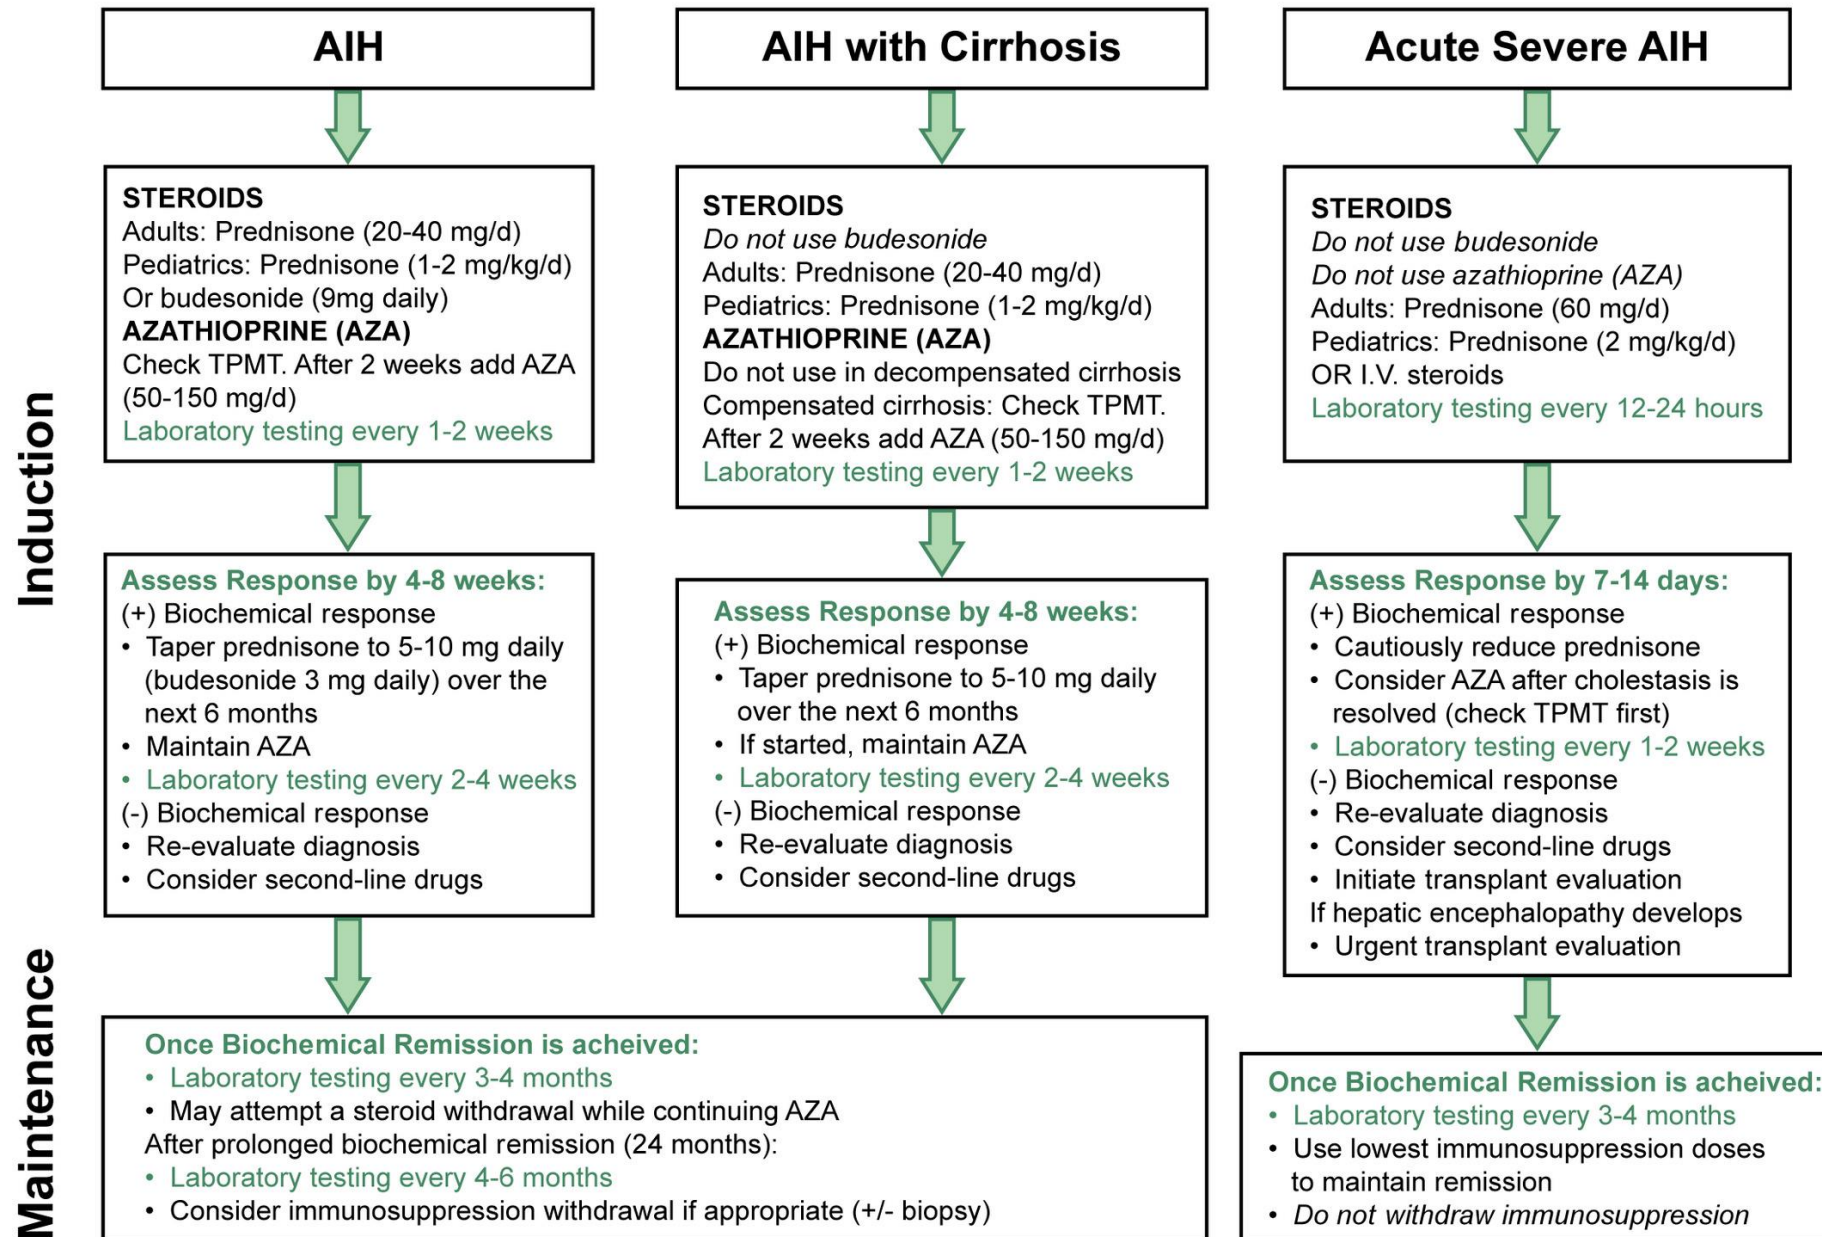 AIH
STEROIDS
Adults: Prednisone (20-40 mg/d)
Pediatrics: Prednisone (1-2 mg/kg/d)
Or budesonide (9mg daily)
AZATHIOPRINE (AZA)
Check TPMT. After 2 weeks add AZA
(50-150 mg/d)
Laboratory testing every 1-2 weeks
Assess Response by 4-8 weeks:
(+) Biochemical response
• Taper prednisone to 5-10 mg daily
(budesonide 3 mg daily) over the
next 6 months
• Maintain AZA
• Laboratory testing every 2-4 weeks
(-) Biochemical response
• Re-evaluate diagnosis
• Consider second-line drugs
AIH with Cirrhosis
STEROIDS
Do not use budesonide
Adults: Prednisone (20-40 mg/d)
Pediatrics: Prednisone (1-2 mg/kg/d)
AZATHIOPRINE (AZA)
Do not use in decompensated cirrhosis
Compensated cirrhosis: Check TPMT.
After 2 weeks add AZA (50-150 mg/d)
Laboratory testing every 1-2 weeks
Assess Response by 4-8 weeks:
(+) Biochemical response
• Taper prednisone to 5-10 mg daily
over the next 6 months
• If started, maintain AZA
• Laboratory testing every 2-4 weeks
(-) Biochemical response
• Re-evaluate diagnosis
• Consider second-line drugs
Once Biochemical Remission is acheived:
• Laboratory testing every 3-4 months
• May attempt a steroid withdrawal while continuing AZA
After prolonged biochemical remission (24 months):
• Laboratory testing every 4-6 months
• Consider immunosuppression withdrawal if appropriate (+/- biopsy)
Acute Severe AIH
STEROIDS
Do not use budesonide
Do not use azathioprine (AZA)
Adults: Prednisone (60 mg/d)
Pediatrics: Prednisone (2 mg/kg/d)
OR I.V. steroids
Laboratory testing every 12-24 hours
Assess Response by 7-14 days:
(+) Biochemical response
• Cautiously reduce prednisone
• Consider AZA after cholestasis is
resolved (check TPMT first)
• Laboratory testing every 1-2 weeks
(-) Biochemical response
• Re-evaluate diagnosis
• Consider second-line drugs
• Initiate transplant evaluation
If hepatic encephalopathy develops
• Urgent transplant evaluation
Once Biochemical Remission is acheived:
• Laboratory testing every 3-4 months
• Use lowest immunosuppression doses
to maintain remission
• Do not withdraw immunosuppression
Induction
Maintenance